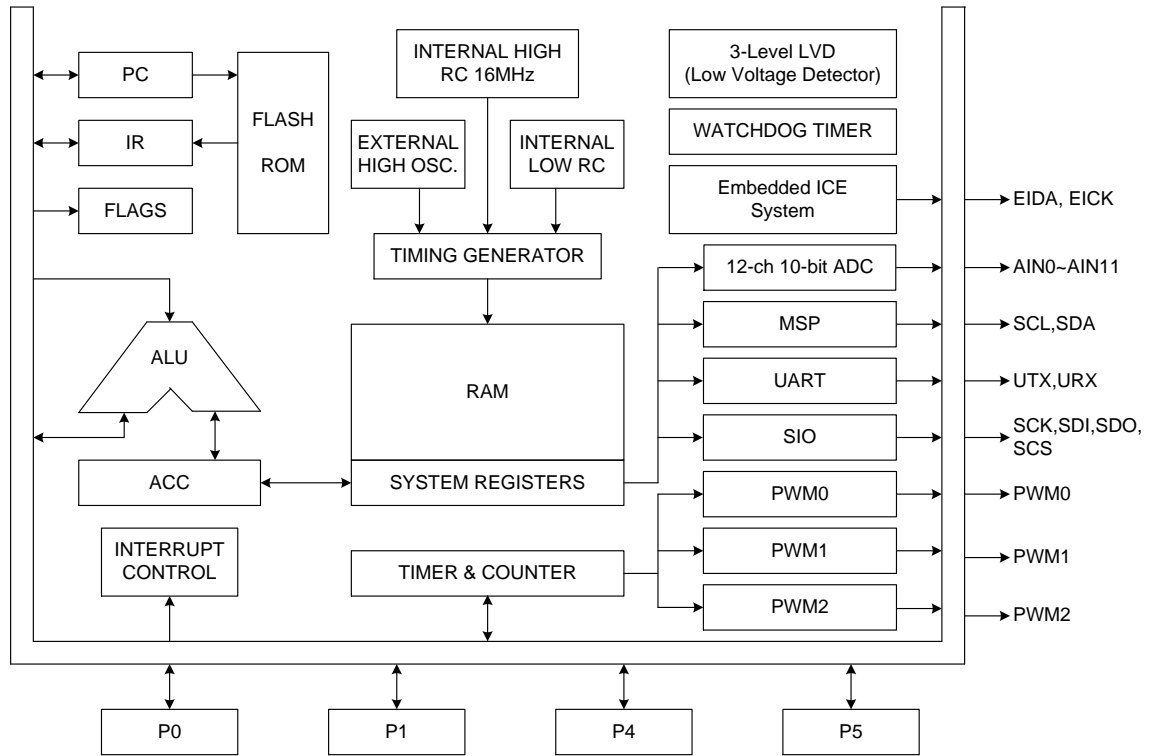 PC
IR
FLAGS
FLASH
ROM
INTERNAL HIGH
RC 16MHz
EXTERNAL
HIGH OSC.
INTERNAL
LOW RC
TIMING GENERATOR
3-Level LVD
(Low Voltage Detector)
WATCHDOG TIMER
Embedded ICE
System
EIDA, EICK
12-ch 10-bit ADC
AIN0~AIN11
MSP
SCL,SDA
UART
UTX,URX
SIO
SCK,SDI,SDO,
SCS
ALU
RAM
ACC
SYSTEM REGISTERS
PWM0
PWM0
INTERRUPT
CONTROL
TIMER & COUNTER
PWM1
PWM1
PWM2
PWM2
P0
P1
P4
P5